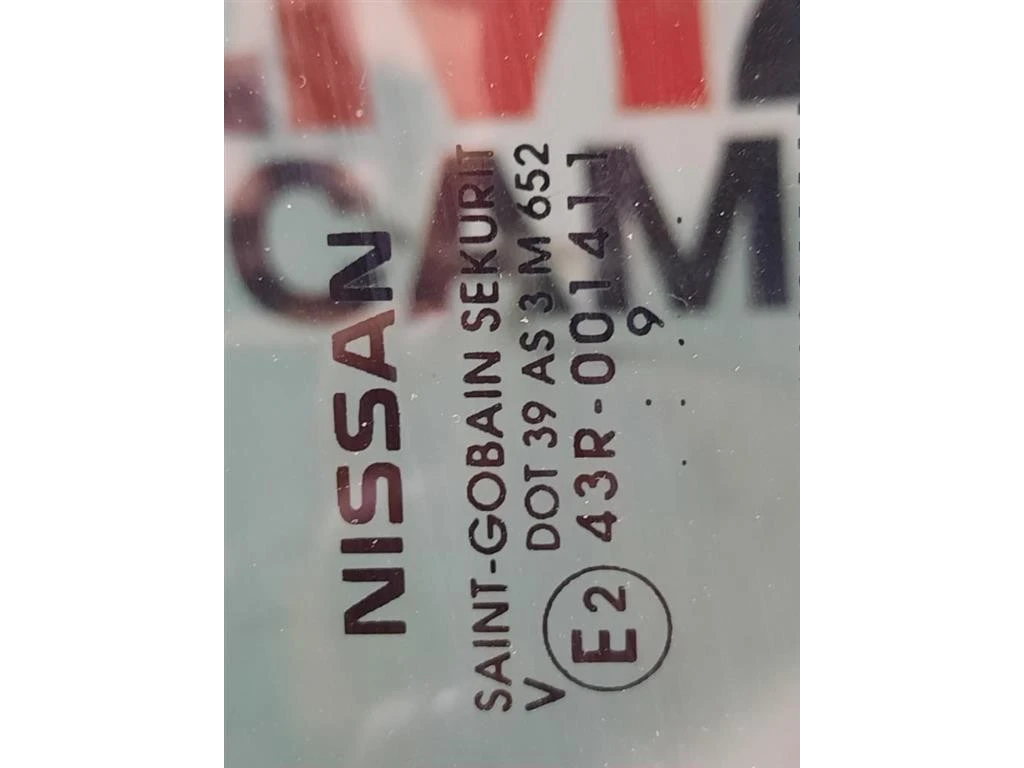 NISSAN
SAINT-GOBAIN SEKURIT
V DOT 39 AS 3 M 652
E2 43R-001411
. 9
.. . .
CAM